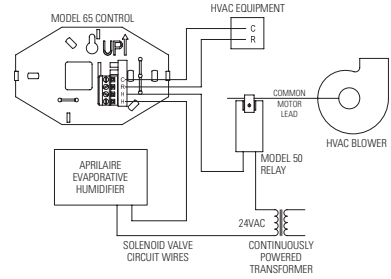 MODEL 65 CONTROL
HVAC EQUIPMENT
UP!
C
R
H
H
C
R
COMMON
MOTOR
LEAD
HVAC BLOWER
MODEL 50
RELAY
APRILAIRE
EVAPORATIVE
HUMIDIFIER
24VAC
SOLENOID VALVE
CIRCUIT WIRES
CONTINUOUSLY
POWERED
TRANSFORMER